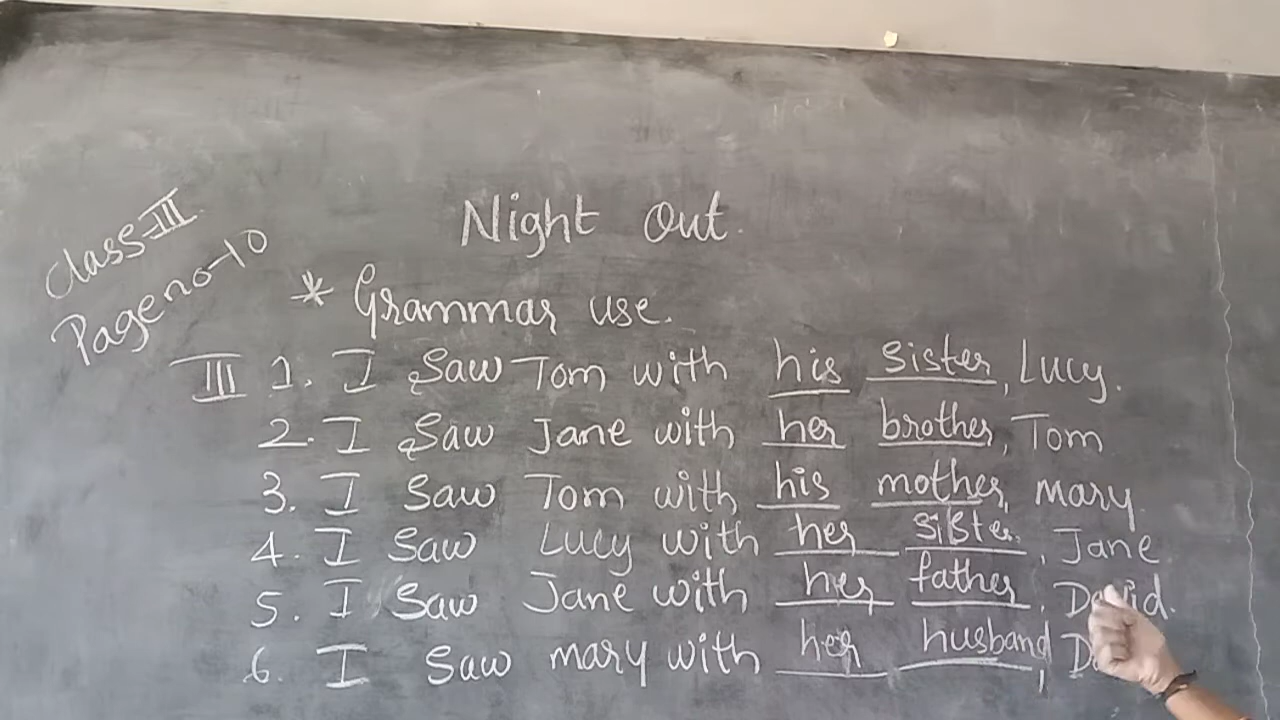 Class-III
Page no-10
Night Out.
* Grammar use.
III 1. I Saw Tom with his sister, Lucy.
2. I Saw Jane with her brother, Tom
3. I Saw Tom with his mother, Mary.
4. I Saw Lucy with her sister, Jane
5. I Saw Jane with her father, David.
6. I Saw mary with her husband,